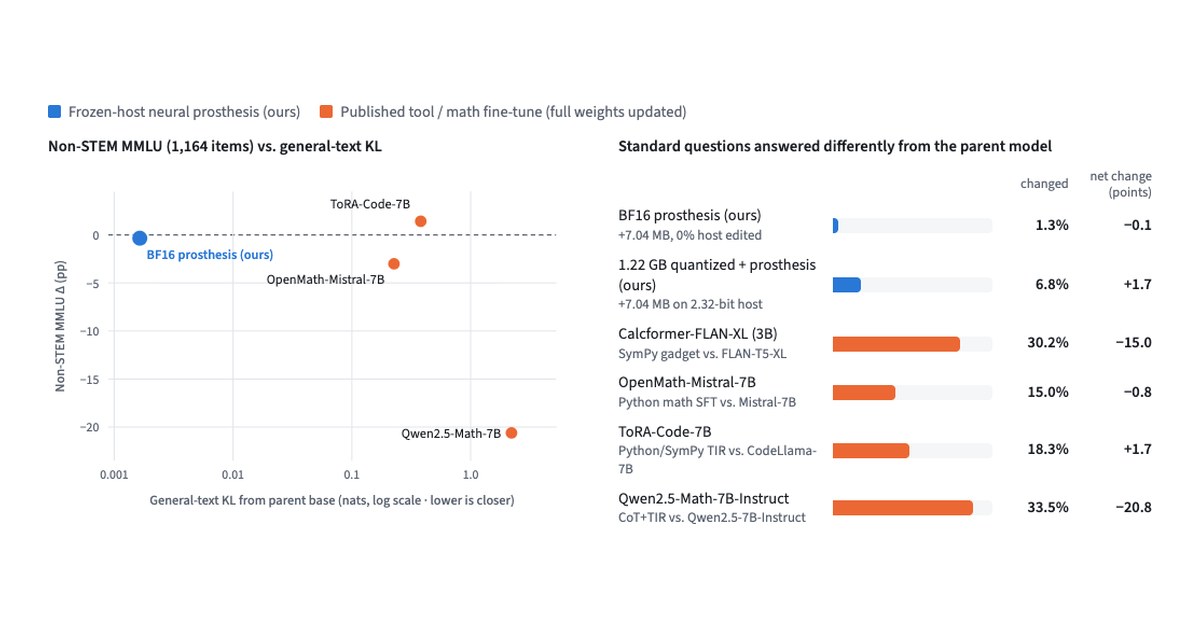 Frozen-host neural prosthesis (ours)
Published tool / math fine-tune (full weights updated)
Non-STEM MMLU (1,164 items) vs. general-text KL
ToRA-Code-7B
BF16 prosthesis (ours)
OpenMath-Mistral-7B
Qwen2.5-Math-7B
0
−5
−10
−15
−20
Non-STEM MMLU Δ (pp)
0.001 0.01 0.1 1.0
General-text KL from parent base (nats, log scale · lower is closer)
Standard questions answered differently from the parent model
changed
net change
(points)
BF16 prosthesis (ours)
+7.04 MB, 0% host edited
1.3% −0.1
1.22 GB quantized + prosthesis
(ours)
+7.04 MB on 2.32-bit host
6.8% +1.7
Calcformer-FLAN-XL (3B)
SymPy gadget vs. FLAN-T5-XL
30.2% −15.0
OpenMath-Mistral-7B
Python math SFT vs. Mistral-7B
15.0% −0.8
ToRA-Code-7B
Python/SymPy TIR vs. CodeLlama-
7B
18.3% +1.7
Qwen2.5-Math-7B-Instruct
CoT+TIR vs. Qwen2.5-7B-Instruct
33.5% −20.8